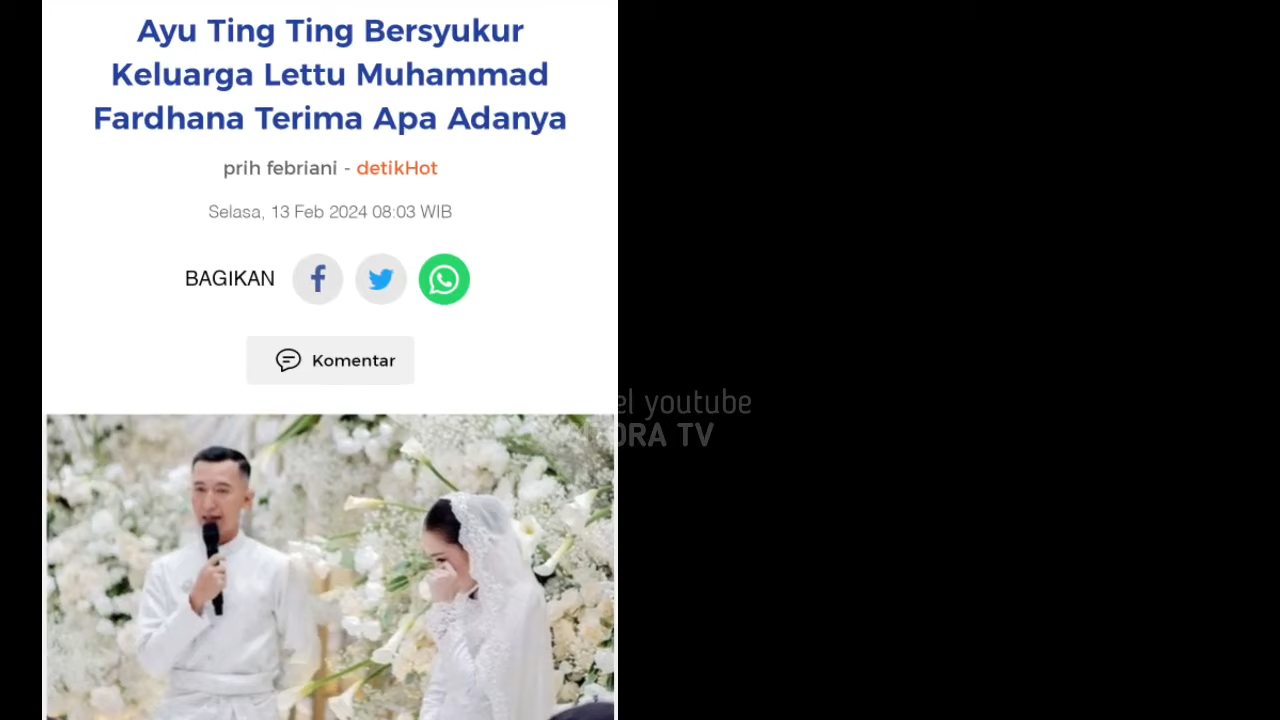 Ayu Ting Ting Bersyukur
Keluarga Lettu Muhammad
Fardhana Terima Apa Adanya
prih febriani - detikHot
Selasa, 13 Feb 2024 08:03 WIB
BAGIKAN
Komentar
youtube
TV